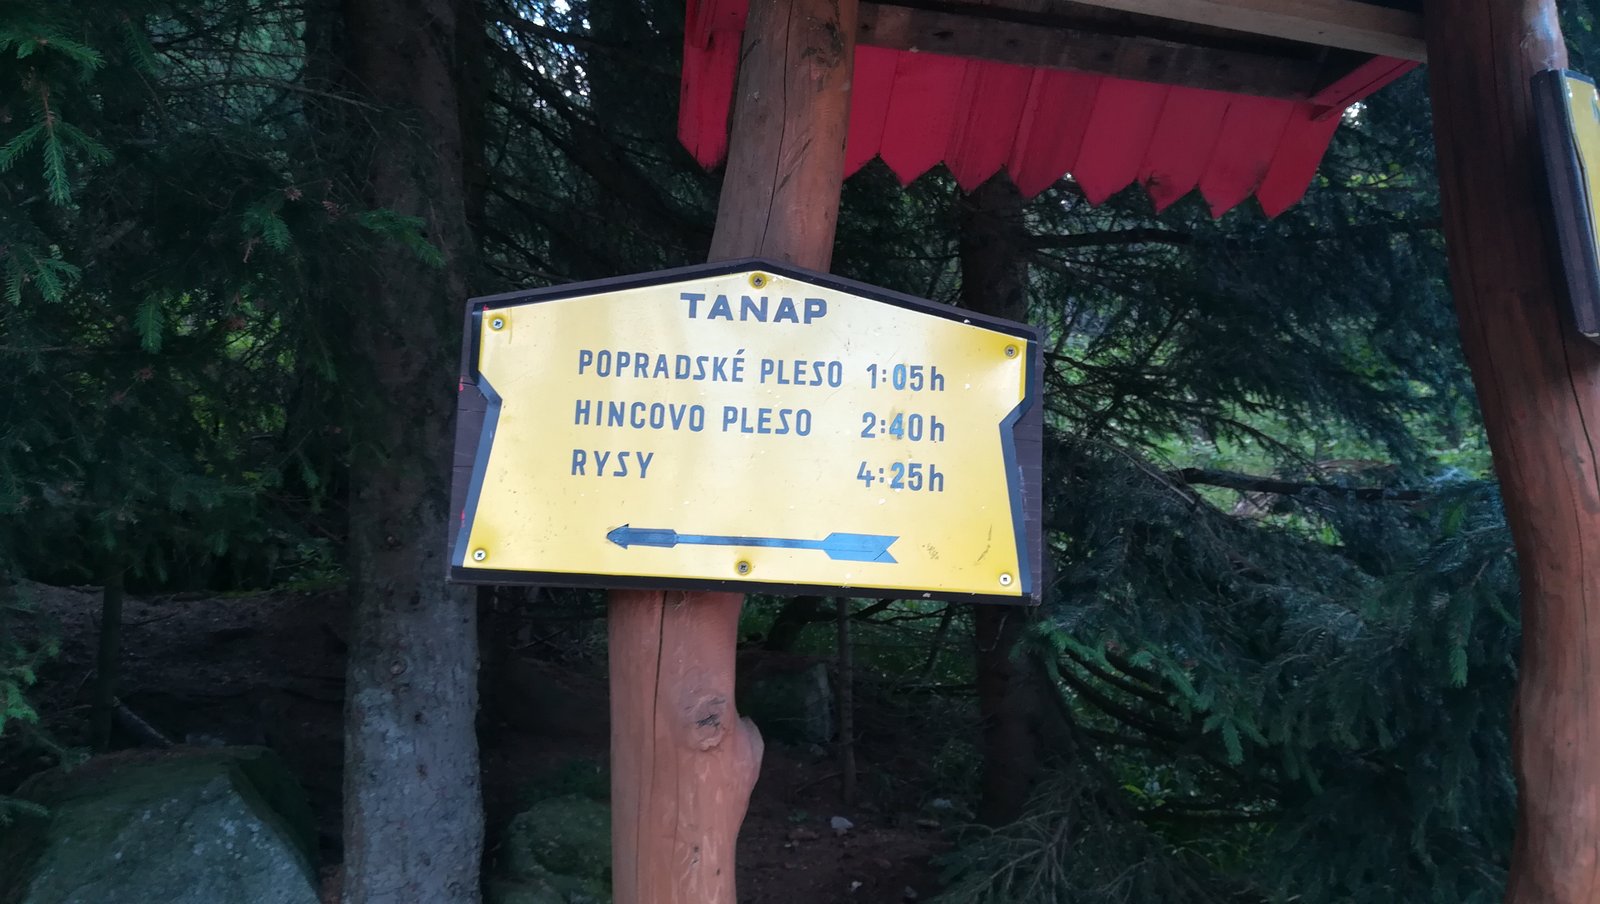 TANAP
POPRADSKÉ PLESO 1:05h
HINCOVO PLESO 2:40h
RYSY 4:25h